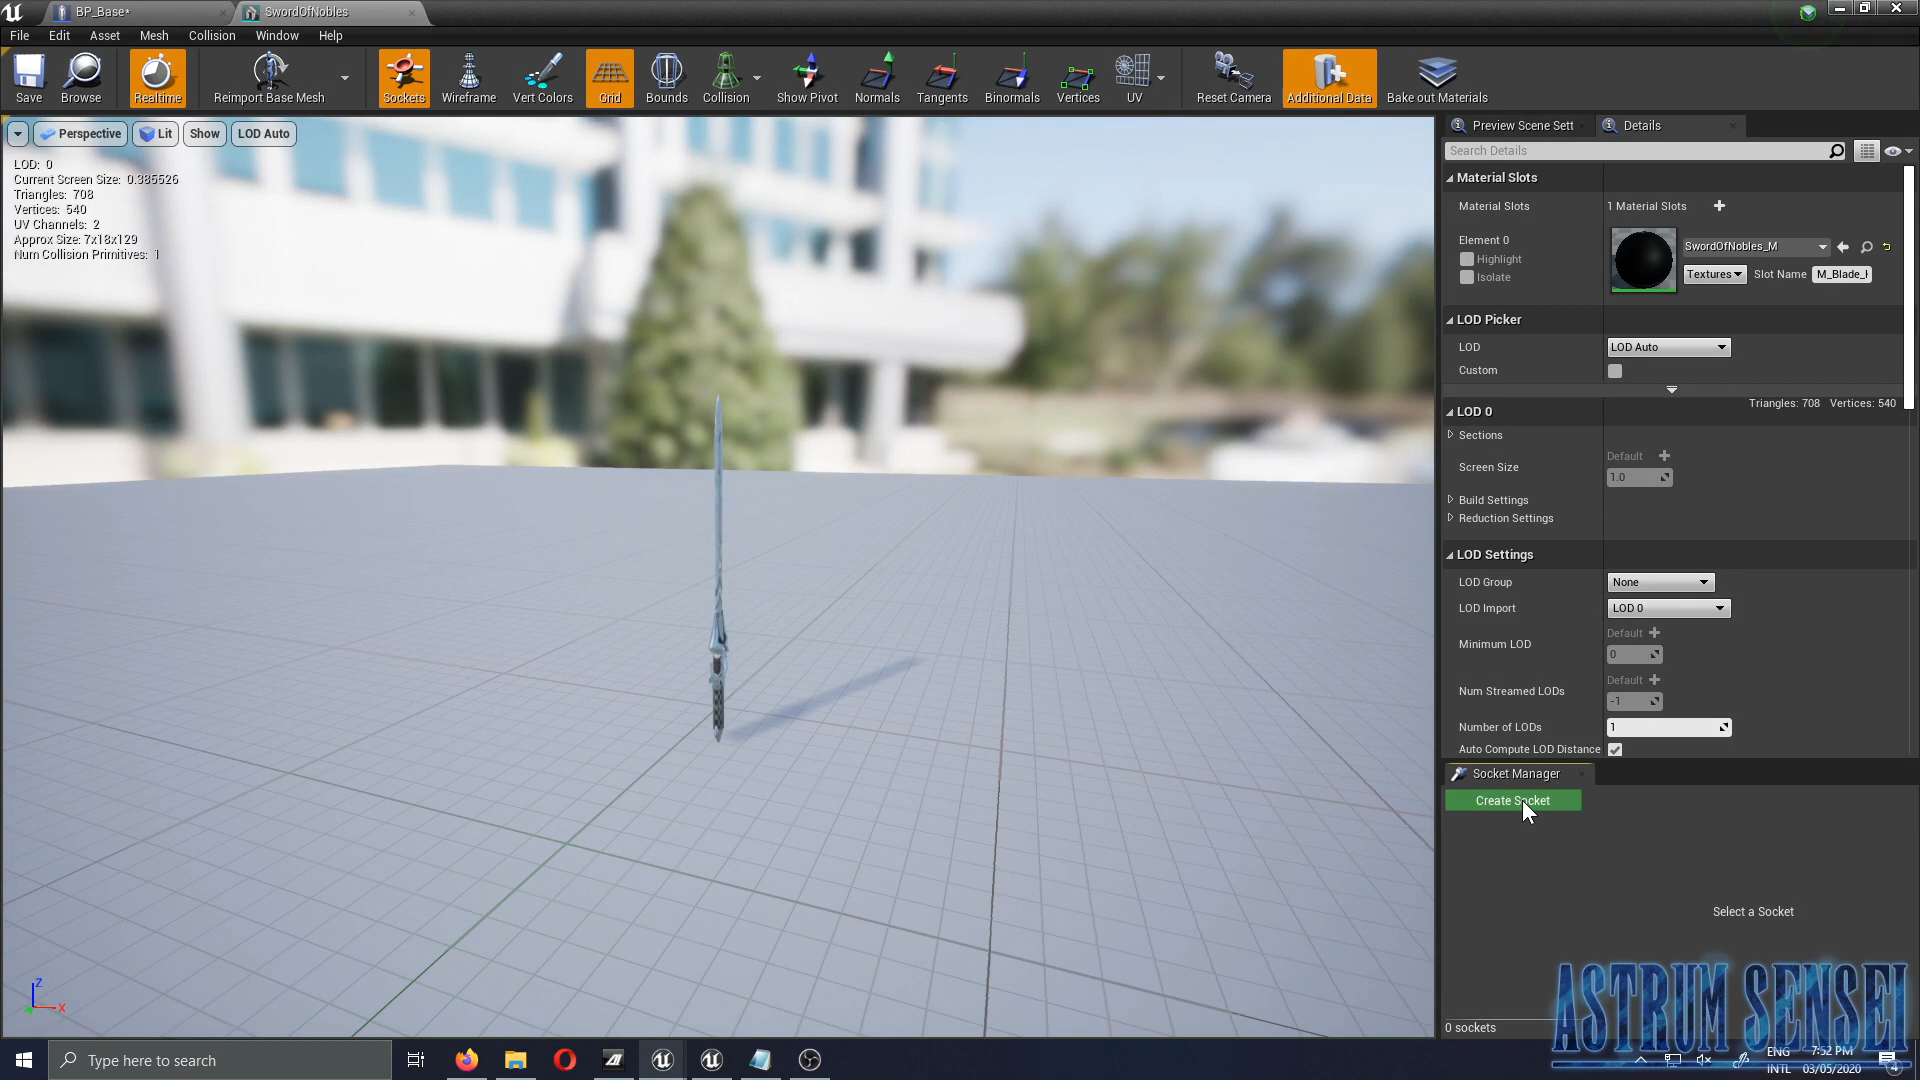 BP_Base*
SwordOfNobles
File Edit Asset Mesh Collision Window Help
Save Browse Realtime Reimport Base Mesh Sockets Wireframe Vert Colors Grid Bounds Collision Show Pivot Normals Tangents Binormals Vertices UV Reset Camera Additional Data Bake out Materials
Perspective Lit Show LOD Auto
LOD: 0
Current Screen Size: 0.385526
Triangles: 708
Vertices: 540
UV Channels: 2
Approx Size: 7x18x129
Num Collision Primitives: 1
Z
X
Preview Scene Sett
Details
Search Details
Material Slots
Material Slots 1 Material Slots
Element 0
Highlight
Isolate
SwordOfNobles_M
Textures Slot Name M_Blade_
LOD Picker
LOD LOD Auto
Custom
LOD 0 Triangles: 708 Vertices: 540
Sections
Screen Size Default
1.0
Build Settings
Reduction Settings
LOD Settings
LOD Group None
LOD Import LOD 0
Minimum LOD Default
0
Num Streamed LODs Default
-1
Number of LODs 1
Auto Compute LOD Distance
Socket Manager
Create Socket
Select a Socket
0 sockets
ASTRUM SENSEI
Type here to search
ENG
INTL
7:52 PM
03/05/2020
4